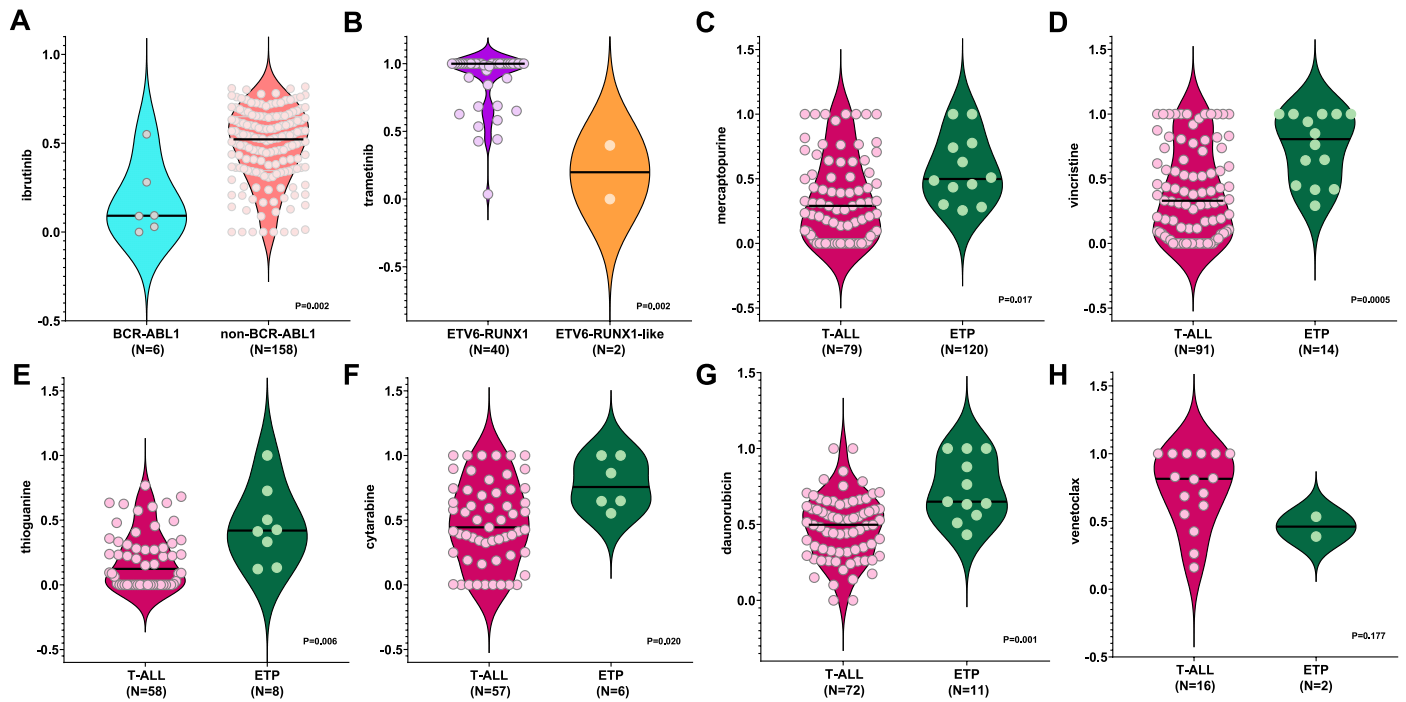 A
ibrutinib
1.0
0.5
0.0
-0.5
P=0.002
BCR-ABL1
(N=6)
non-BCR-ABL1
(N=158)
B
trametinib
1.0
0.5
0.0
0.5
P=0.002
ETV6-RUNX1
(N=40)
ETV6-RUNX1-like
(N=2)
C
mercaptopurine
1.5
1.0
0.5
0.0
-0.5
P=0.017
T-ALL
(N=79)
ETP
(N=120)
D
vincristine
1.5
1.0
0.5
0.0
-0.5
P=0.0005
T-ALL
(N=91)
ETP
(N=14)
E
thioguanine
1.5
1.0
0.5
0.0
-0.5
P=0.006
T-ALL
(N=58)
ETP
(N=8)
F
cytarabine
1.5
1.0
0.5
0.0
-0.5
P=0.020
T-ALL
(N=57)
ETP
(N=6)
G
daunorubicin
1.5
1.0
0.5
0.0
P=0.001
T-ALL
(N=72)
ETP
(N=11)
H
vennetoclax
1.5
1.0
0.5
0.0
-0.5
P=0.177
T-ALL
(N=16)
ETP
(N=2)